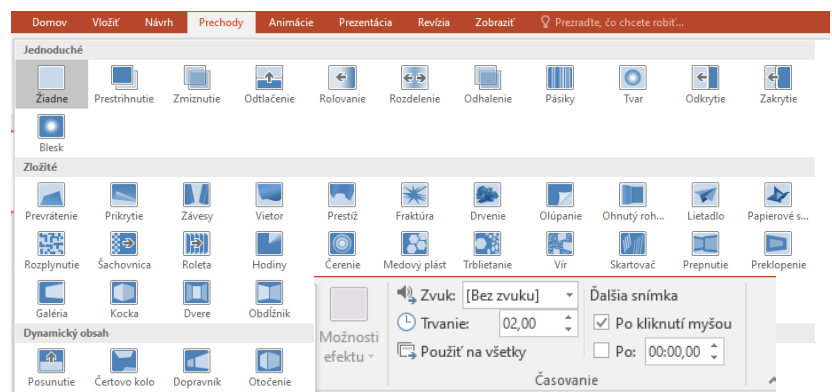 Domov Vložiť Návrh Prechody Animácie Prezentácia Revízia Zobraziť Prezraďte, čo chcete robiť...
Jednoduché
Žiadne Prestrihnutie Zmiznutie Odtlačenie Rolovanie Rozdelenie Odhalenie Pásiky Tvar Odkrytie Zakrytie
Blesk
Zložité
Prevrátenie Prikrytie Závesy Vietor Prestíž Fraktúra Drvenie Olúpanie Ohnutý roh... Lietadlo Papierové s...
Rozplynutie Šachovnica Roleta Hodiny Čerenie Medový plást Trblietanie Vír Skartovač Prepnutie Preklopenie
Galéria Kocka Dvere Obdĺžnik
Dynamický obsah
Posunutie Čertovo kolo Dopravník Otočenie
Možnosti
efektu
Zvuk: [Bez zvuku]
Trvanie: 02,00
Použiť na všetky
Ďalšia snímka
Po kliknutí myšou
Po: 00:00,00
Časovanie